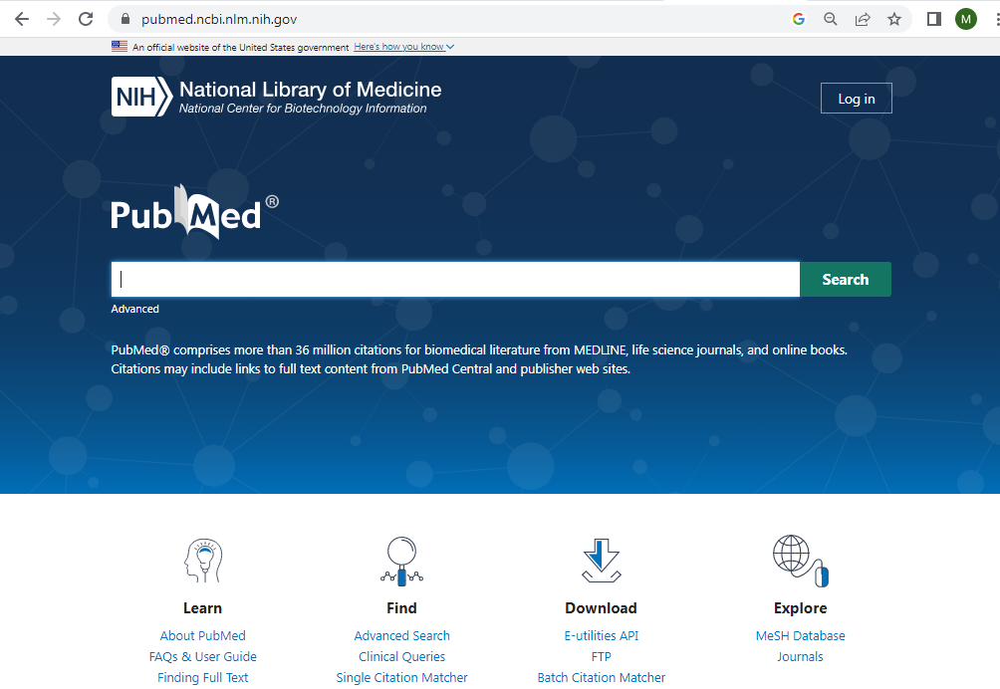 pubmed.ncbi.nlm.nih.gov
G
M
An official website of the United States government Here's how you know
NIH National Library of Medicine
National Center for Biotechnology Information
Log in
PubMed®
Search
Advanced
PubMed® comprises more than 36 million citations for biomedical literature from MEDLINE, life science journals, and online books.
Citations may include links to full text content from PubMed Central and publisher web sites.
Learn
About PubMed
FAQs & User Guide
Finding Full Text
Find
Advanced Search
Clinical Queries
Single Citation Matcher
Download
E-utilities API
FTP
Batch Citation Matcher
Explore
MeSH Database
Journals